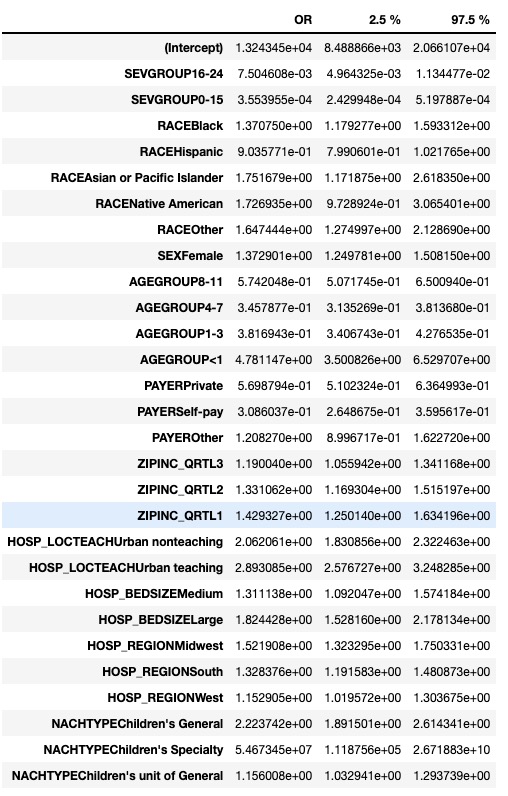 OR 2.5 % 97.5 %
(Intercept) 1.324345e+04 8.488866e+03 2.066107e+04
SEVGROUP16-24 7.504608e-03 4.964325e-03 1.134477e-02
SEVGROUP0-15 3.553955e-04 2.429948e-04 5.197887e-04
RACEBlack 1.370750e+00 1.179277e+00 1.593312e+00
RACEHispanic 9.035771e-01 7.990601e-01 1.021765e+00
RACEAsian or Pacific Islander 1.751679e+00 1.171875e+00 2.618350e+00
RACENative American 1.726935e+00 9.728924e-01 3.065401e+00
RACEOther 1.647444e+00 1.274997e+00 2.128690e+00
SEXFemale 1.372901e+00 1.249781e+00 1.508150e+00
AGEGROUP8-11 5.742048e-01 5.071745e-01 6.500940e-01
AGEGROUP4-7 3.457877e-01 3.135269e-01 3.813680e-01
AGEGROUP1-3 3.816943e-01 3.406743e-01 4.276535e-01
AGEGROUP<1 4.781147e+00 3.500826e+00 6.529707e+00
PAYERPrivate 5.698794e-01 5.102324e-01 6.364993e-01
PAYERSelf-pay 3.086037e-01 2.648675e-01 3.595617e-01
PAYEROther 1.208270e+00 8.996717e-01 1.622720e+00
ZIPINC_QRTL3 1.190040e+00 1.055942e+00 1.341168e+00
ZIPINC_QRTL2 1.331062e+00 1.169304e+00 1.515197e+00
ZIPINC_QRTL1 1.429327e+00 1.250140e+00 1.634196e+00
HOSP_LOCTEACHUrban nonteaching 2.062061e+00 1.830856e+00 2.322463e+00
HOSP_LOCTEACHUrban teaching 2.893085e+00 2.576727e+00 3.248285e+00
HOSP_BEDSIZEMedium 1.311138e+00 1.092047e+00 1.574184e+00
HOSP_BEDSIZELarge 1.824428e+00 1.528160e+00 2.178134e+00
HOSP_REGIONMidwest 1.521908e+00 1.323295e+00 1.750331e+00
HOSP_REGIONSouth 1.328376e+00 1.191583e+00 1.480873e+00
HOSP_REGIONWest 1.152905e+00 1.019572e+00 1.303675e+00
NACHTYPEChildren's General 2.223742e+00 1.891501e+00 2.614341e+00
NACHTYPEChildren's Specialty 5.467345e+07 1.118756e+05 2.671883e+10
NACHTYPEChildren's unit of General 1.156008e+00 1.032941e+00 1.293739e+00